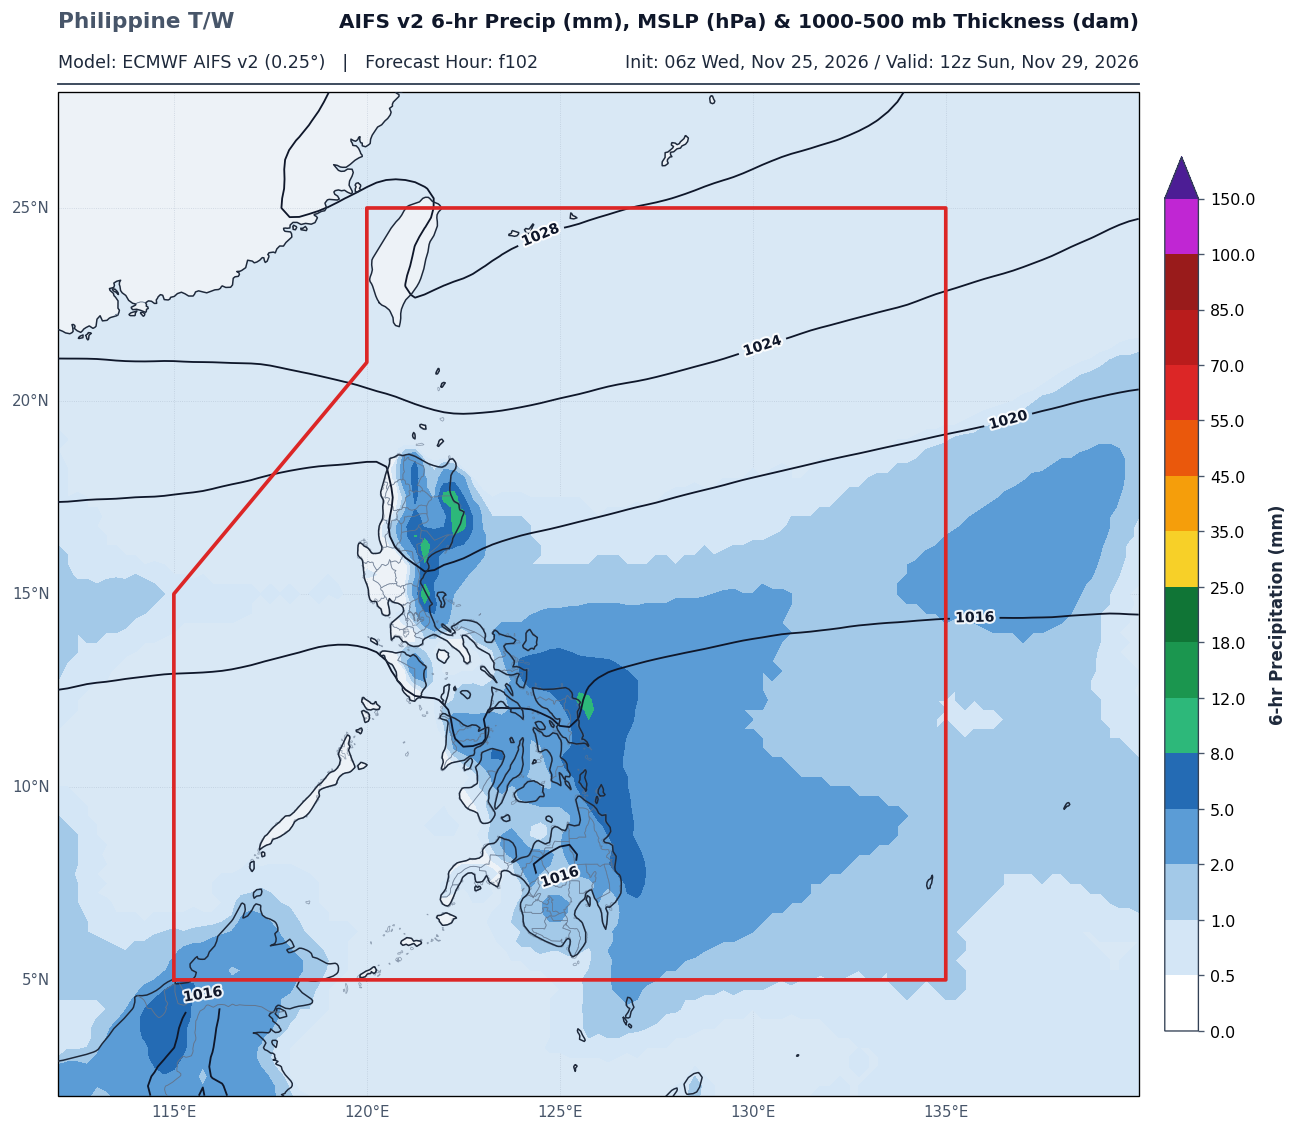 Philippine T/W
AIFS v2 6-hr Precip (mm), MSLP (hPa) & 1000-500 mb Thickness (dam)
Model: ECMWF AIFS v2 (0.25°) | Forecast Hour: f102
Init: 06z Wed, Nov 25, 2026 / Valid: 12z Sun, Nov 29, 2026
25°N
20°N
15°N
10°N
5°N
1028
1024
1020
1016
1016
1016
115°E
120°E
125°E
130°E
135°E
150.0
100.0
85.0
70.0
55.0
45.0
35.0
25.0
18.0
12.0
8.0
5.0
2.0
1.0
0.5
0.0
6-hr Precipitation (mm)